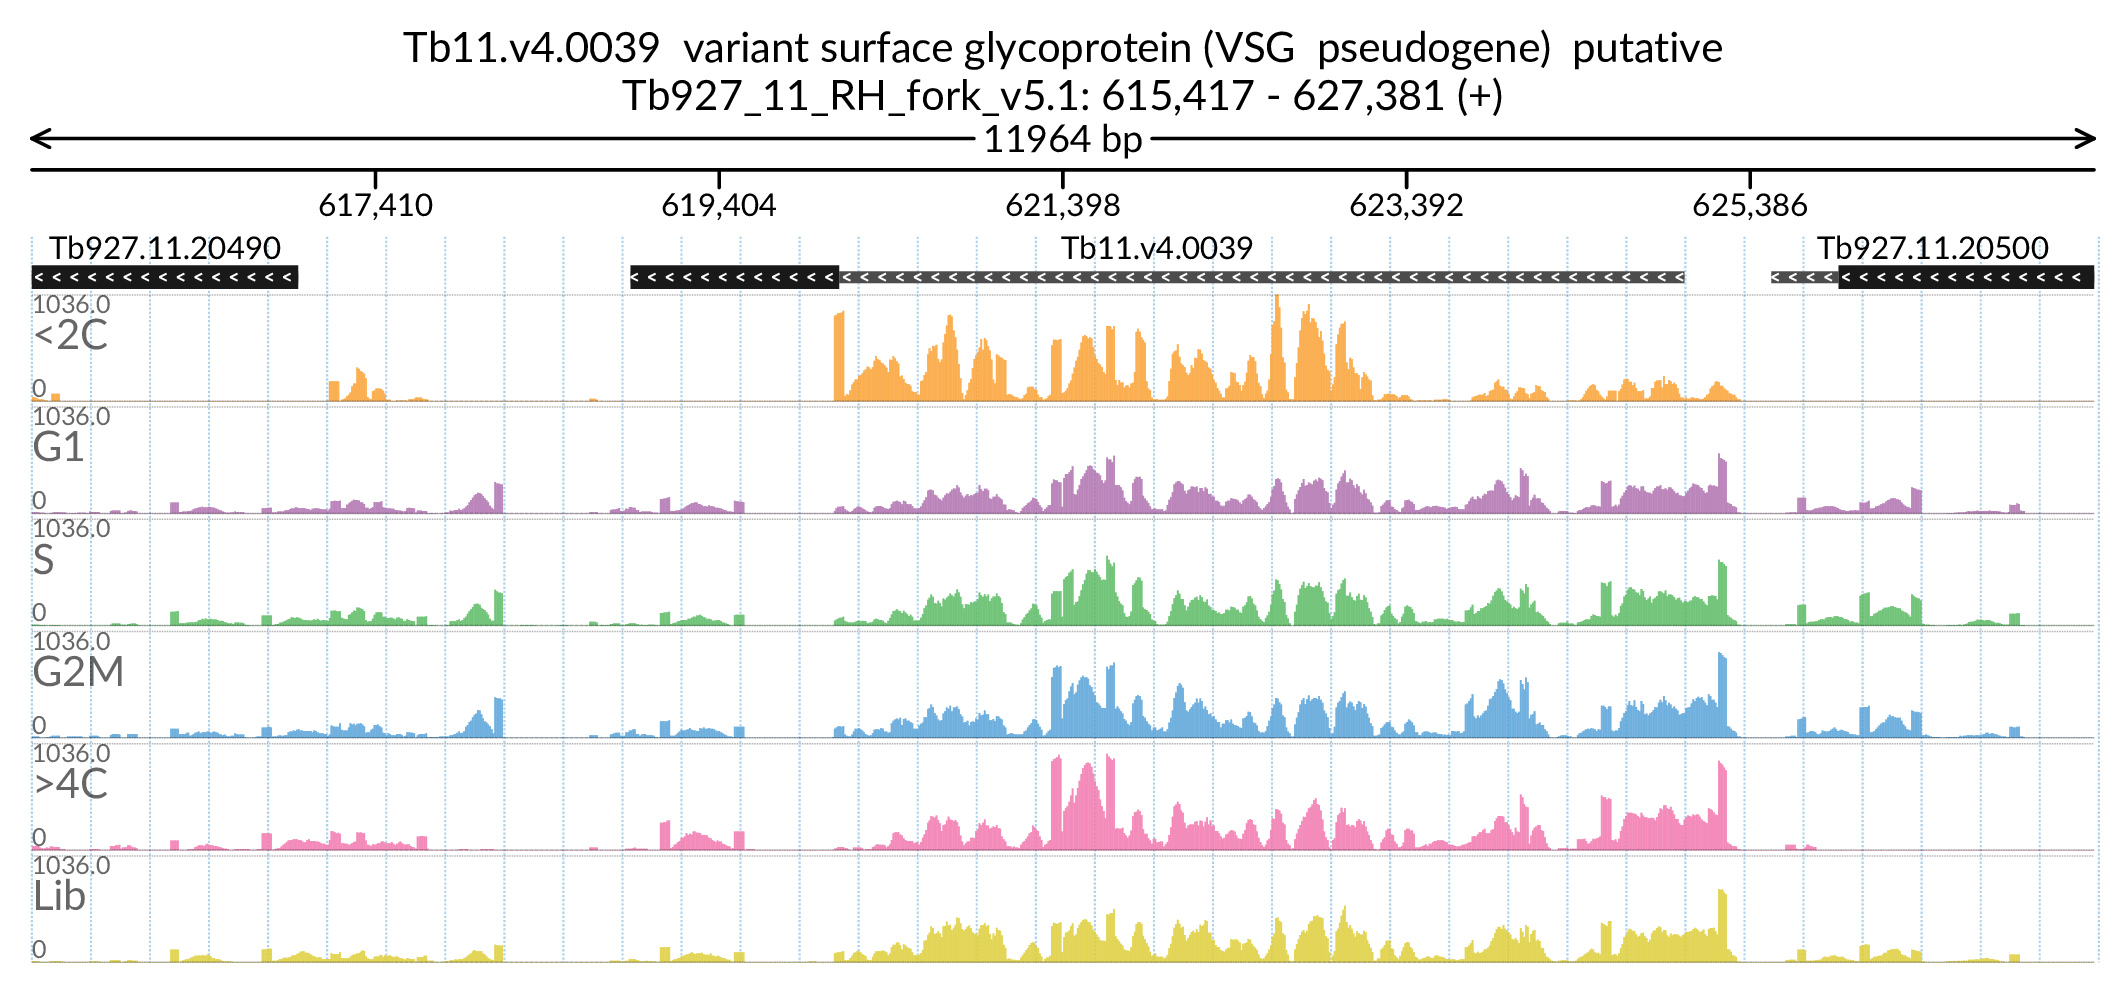 Tb11.v4.0039  variant surface glycoprotein (VSG  pseudogene)  putative
Tb927_11_RH_fork_v5.1: 615,417 - 627,381 (+)
11964 bp
617,410 619,404 621,398 623,392 625,386
Tb927.11.20490 Tb11.v4.0039 Tb927.11.20500
1036.0
<2C
0
1036.0
G1
0
1036.0
S
0
1036.0
G2M
0
1036.0
>4C
0
1036.0
Lib
0